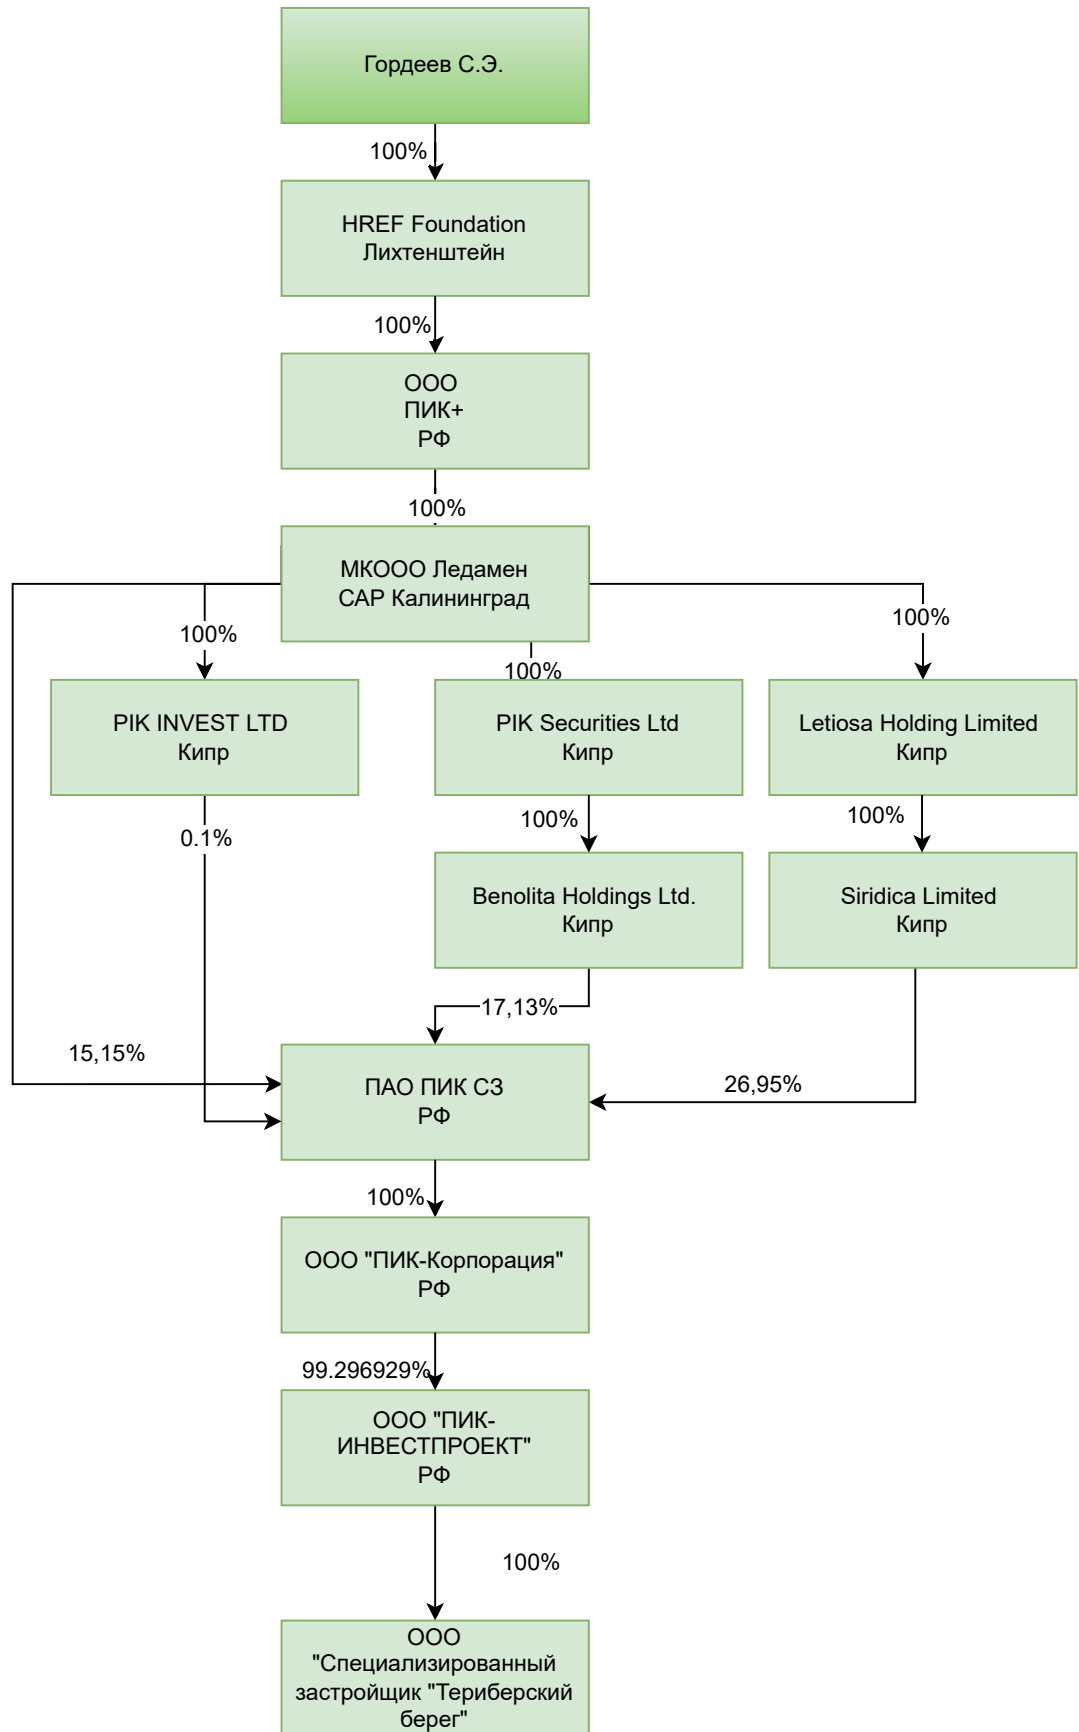 Гордеев С.Э.
100%
HREF Foundation
Лихтенштейн
100%
ООО
ПИК+
РФ
100%
МКООО Ледамен
САР Калининград
100%
100%
100%
PIK INVEST LTD
Кипр
PIK Securities Ltd
Кипр
Letiosa Holding Limited
Кипр
0.1%
100%
100%
Benolita Holdings Ltd.
Кипр
Siridica Limited
Кипр
17,13%
15,15%
26,95%
ПАО ПИК СЗ
РФ
100%
ООО "ПИК-Корпорация"
РФ
99.296929%
ООО "ПИК-
ИНВЕСТПРОЕКТ"
РФ
100%
ООО
"Специализированный
застройщик "Териберский
берег"